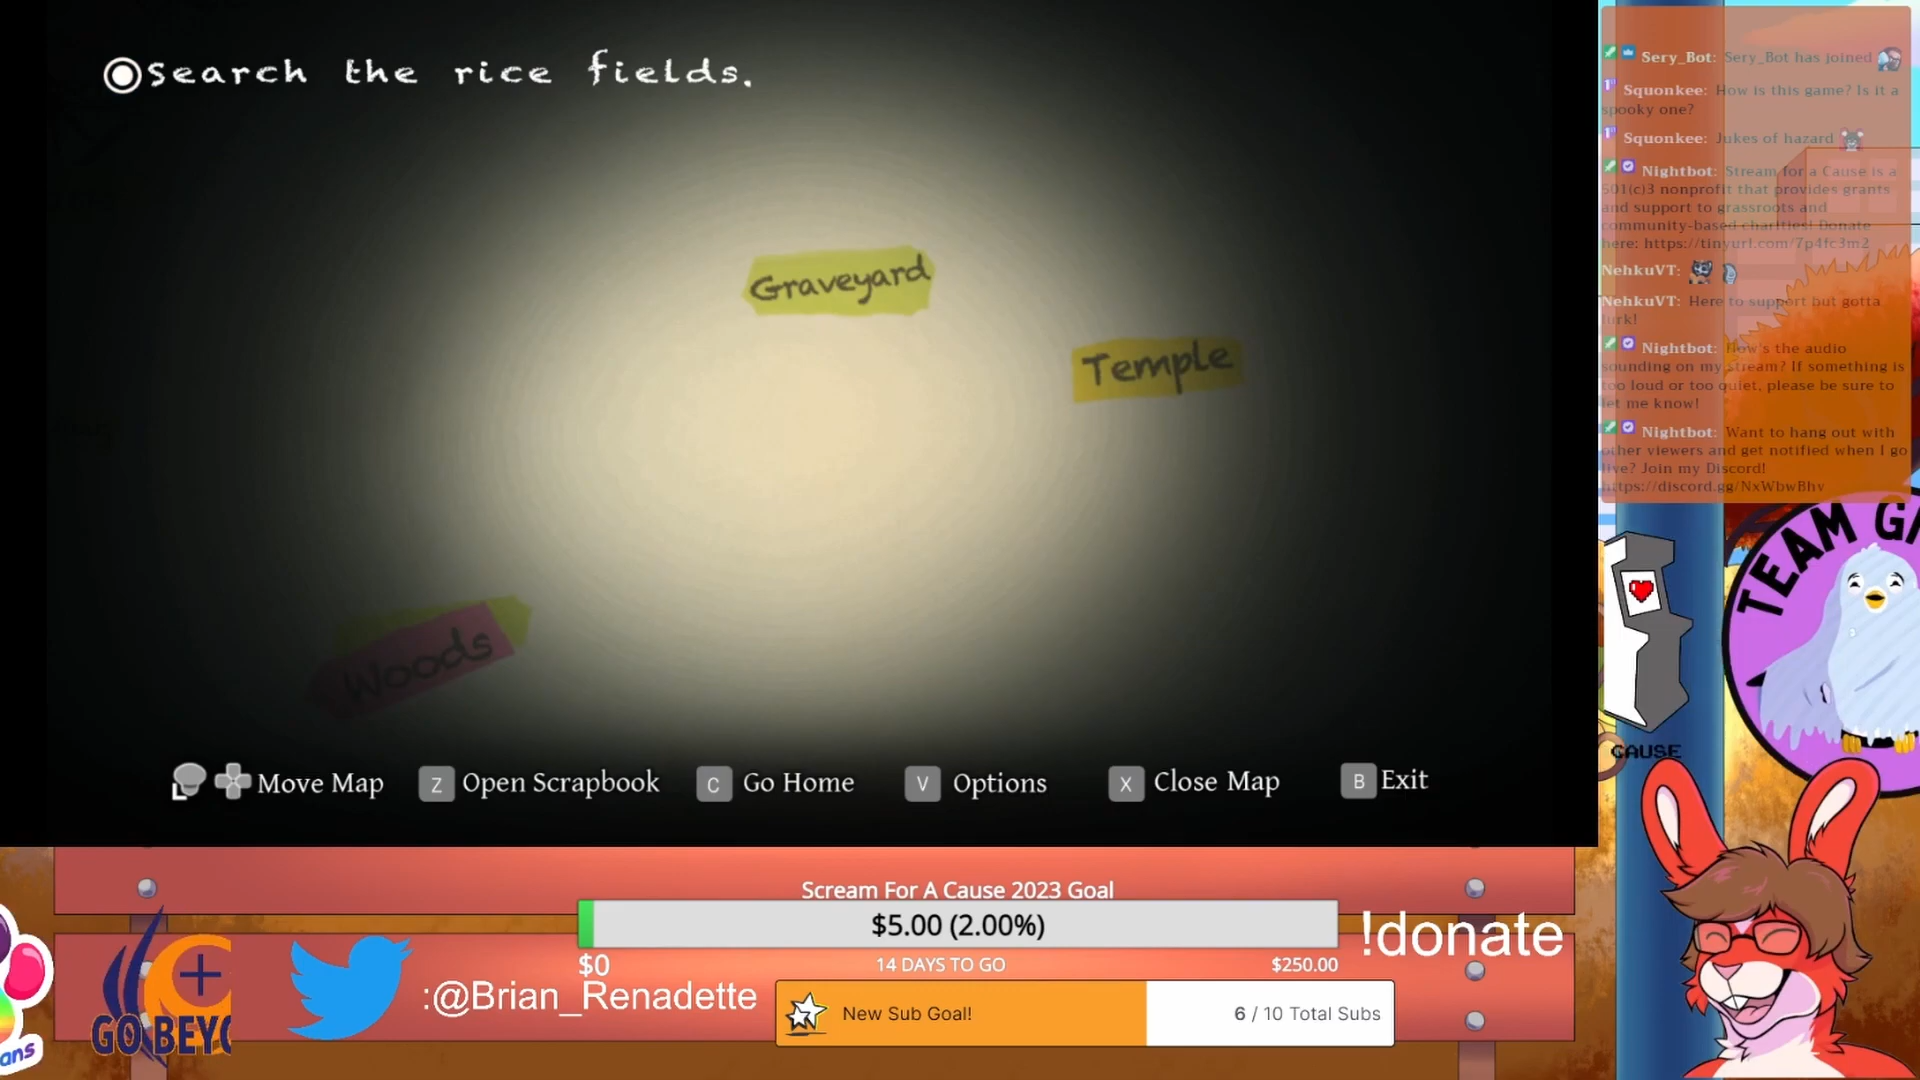 Search the rice fields.
Graveyard
Temple
Woods
L Move Map
Z Open Scrapbook
C Go Home
V Options
X Close Map
B Exit
Sery_Bot: Sery_Bot has joined
Squonkee: How is this game? Is it a
spooky one?
Squonkee: Jukes of hazard
Nightbot: Stream for a Cause is a
501(c)3 nonprofit that provides grants
and support to grassroots and
community-based charities! Donate
here: https://tinyurl.com/7p4fc3m2
NehkuVT:
NehkuVT: Here to support but gotta
lurk!
Nightbot: How's the audio
sounding on my stream? If something is
too loud or too quiet, please be sure to
let me know!
Nightbot: Want to hang out with
other viewers and get notified when I go
live? Join my Discord!
https://discord.gg/NxWbwBhv
TEAM
CAUSE
Scream For A Cause 2023 Goal
$5.00 (2.00%)
$0
14 DAYS TO GO
$250.00
!donate
GO BEYO
:@Brian_Renadette
New Sub Goal!
6 / 10 Total Subs
ans